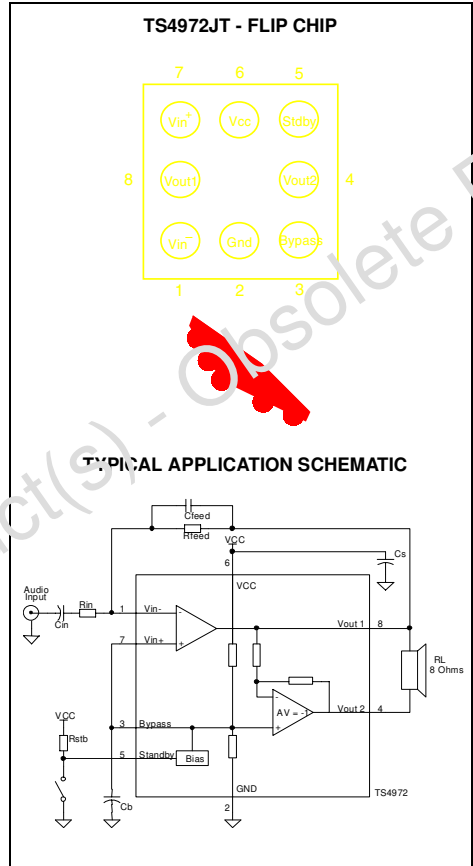 TS4972JT - FLIP CHIP
7 6 5
Vin+ Vcc Stdby
8 Vout1 Vout2 4
Vin− Gnd Bypass
1 2 3
ct(s) - Obsolete P
TYPICAL APPLICATION SCHEMATIC
Cfeed
Rfeed
VCC
6
Cs
VCC
Audio
Input
Cin
Rin
1 Vin-
-
Vout 1 8
7 Vin+
+
RL
8 Ohms
-
AV = -1
Vout 2 4
+
VCC
Rstb
3 Bypass
5 Standby
Bias
Cb
GND
2
TS4972